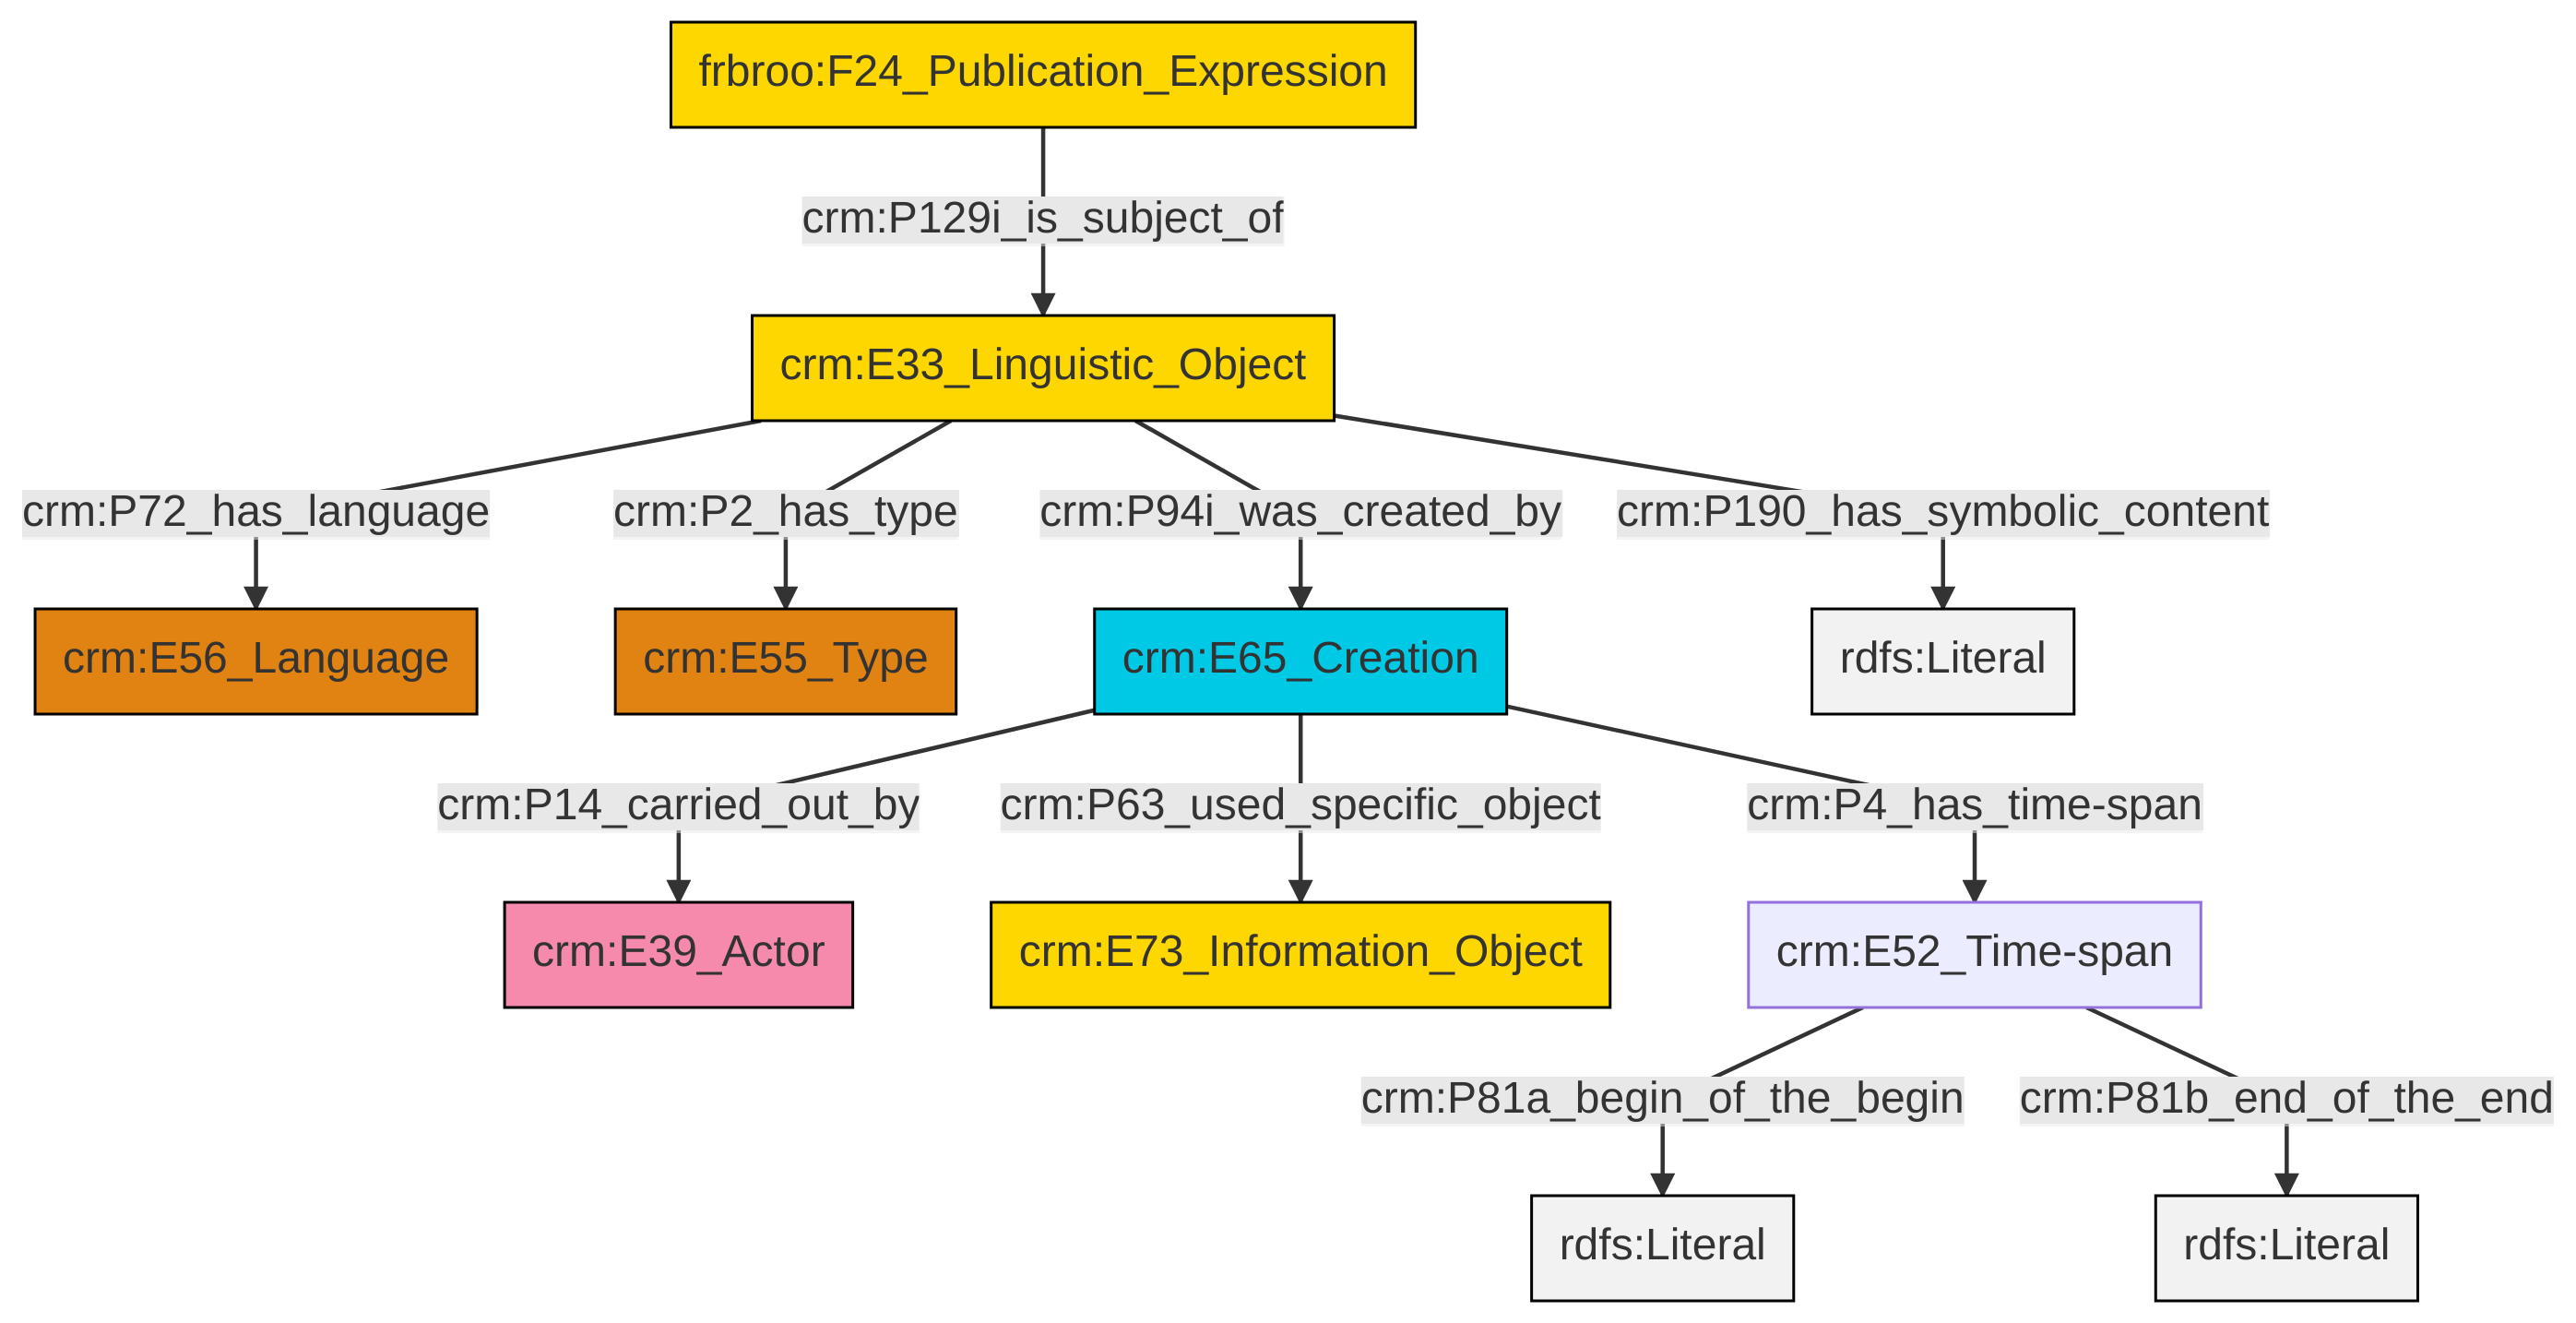 frbroo:F24_Publication_Expression
crm:P129i_is_subject_of
crm:E33_Linguistic_Object
crm:P72_has_language
crm:P2_has_type
crm:P94i_was_created_by
crm:P190_has_symbolic_content
crm:E56_Language
crm:E55_Type
crm:E65_Creation
rdfs:Literal
crm:P14_carried_out_by
crm:P63_used_specific_object
crm:P4_has_time-span
crm:E39_Actor
crm:E73_Information_Object
crm:E52_Time-span
crm:P81a_begin_of_the_begin
crm:P81b_end_of_the_end
rdfs:Literal
rdfs:Literal